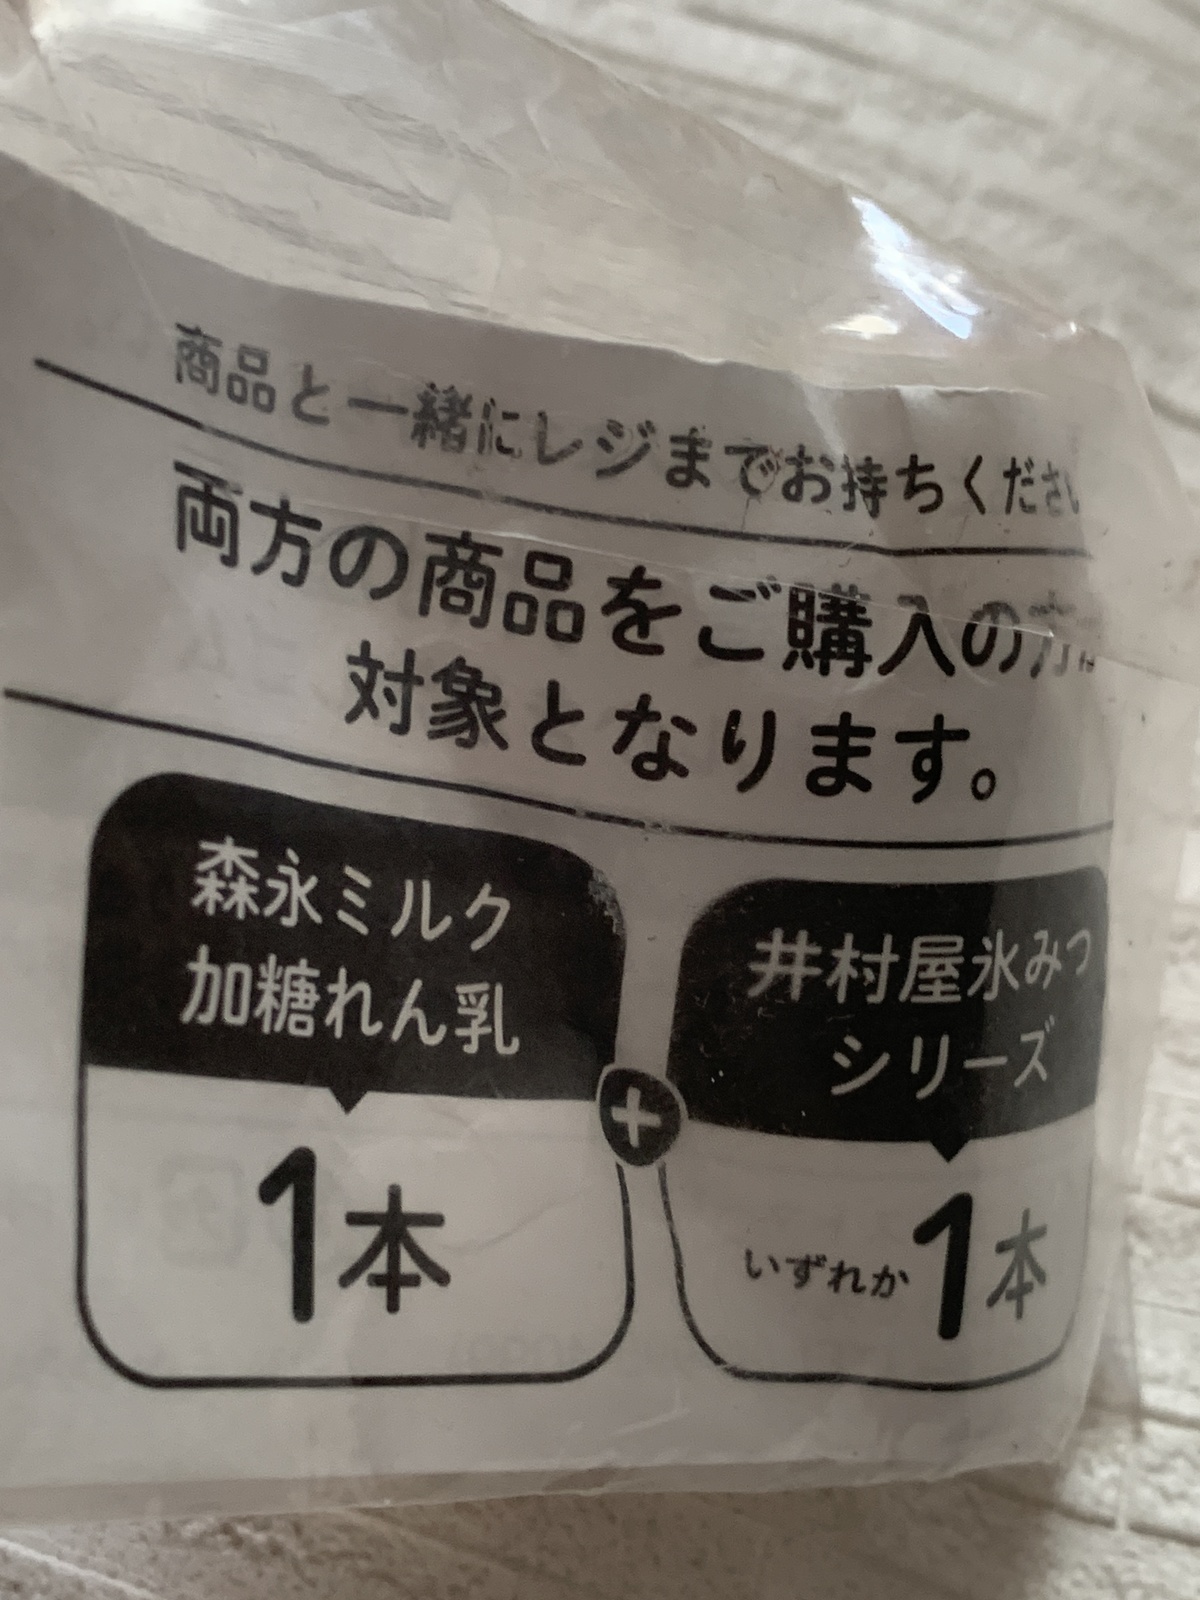 商品と一緒にレジまでお持ちください
両方の商品をご購入の方は
対象となります。
森永ミルク
加糖れん乳
1本
+
井村屋氷みつ
シリーズ
いずれか1本